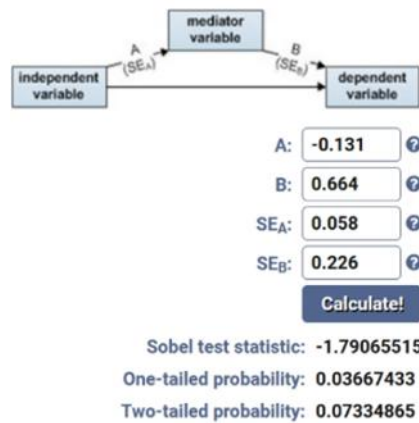 mediator
variable
A
(SEA)
B
(SEB)
independent
variable
dependent
variable
A: -0.131 ?
B: 0.664 ?
SEA: 0.058 ?
SEB: 0.226 ?
Calculate!
Sobel test statistic: -1.79065515
One-tailed probability: 0.03667433
Two-tailed probability: 0.07334865